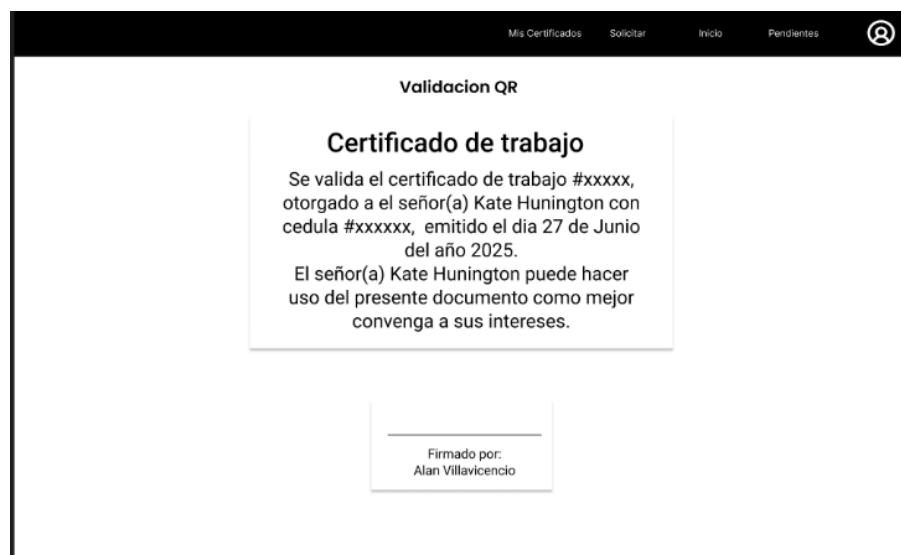 Mis Certificados Solicitar Inicio Pendientes
Validacion QR
Certificado de trabajo
Se valida el certificado de trabajo #xxxxx,
otorgado a el señor(a) Kate Hunington con
cedula #xxxxxx, emitido el dia 27 de Junio
del año 2025.
El señor(a) Kate Hunington puede hacer
uso del presente documento como mejor
convenga a sus intereses.
Firmado por:
Alan Villavicencio